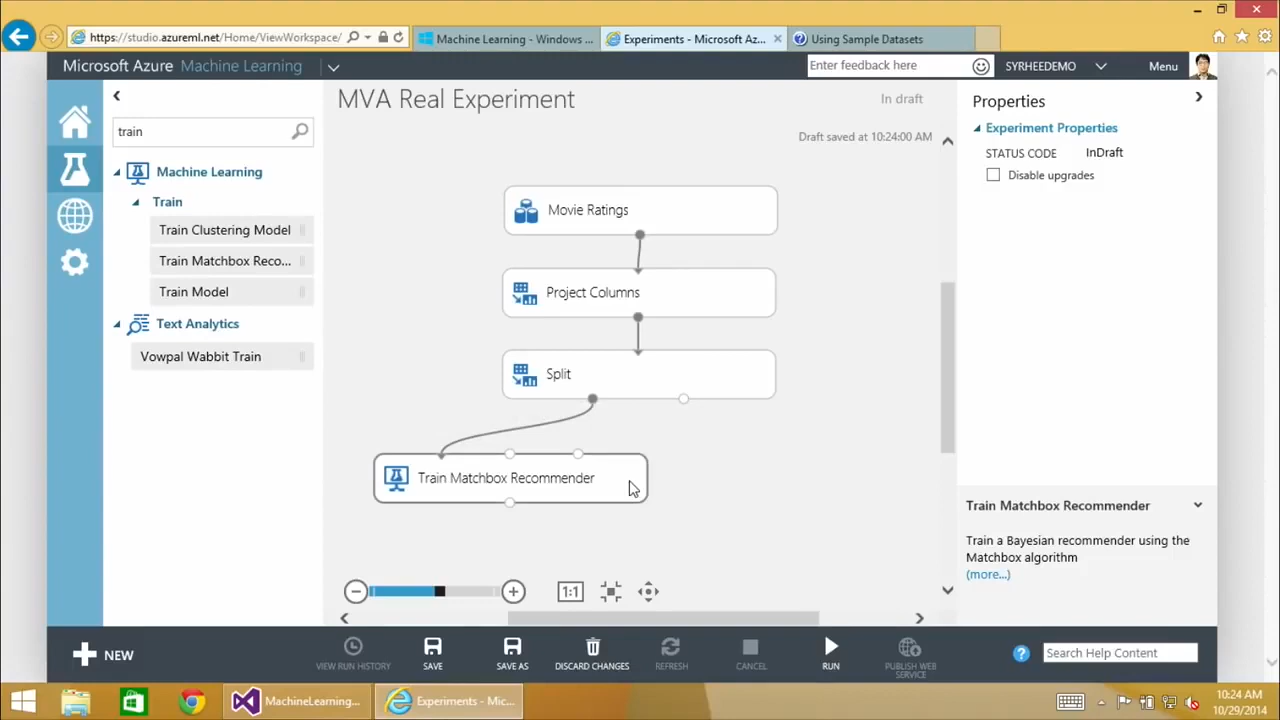 https://studio.azureml.net/Home/ViewWorkspace/
Machine Learning - Windows ...
Experiments - Microsoft Az...
Using Sample Datasets
Microsoft Azure Machine Learning
Enter feedback here
SYRHEEDEMO
Menu
train
Machine Learning
Train
Train Clustering Model
Train Matchbox Reco...
Train Model
Text Analytics
Vowpal Wabbit Train
MVA Real Experiment
In draft
Draft saved at 10:24:00 AM
Movie Ratings
Project Columns
Split
Train Matchbox Recommender
1:1
Properties
Experiment Properties
STATUS CODE InDraft
Disable upgrades
Train Matchbox Recommender
Train a Bayesian recommender using the
Matchbox algorithm
(more...)
NEW
VIEW RUN HISTORY
SAVE
SAVE AS
DISCARD CHANGES
REFRESH
CANCEL
RUN
PUBLISH WEB
SERVICE
Search Help Content
MachineLearning...
Experiments - Mic...
10:24 AM
10/29/2014